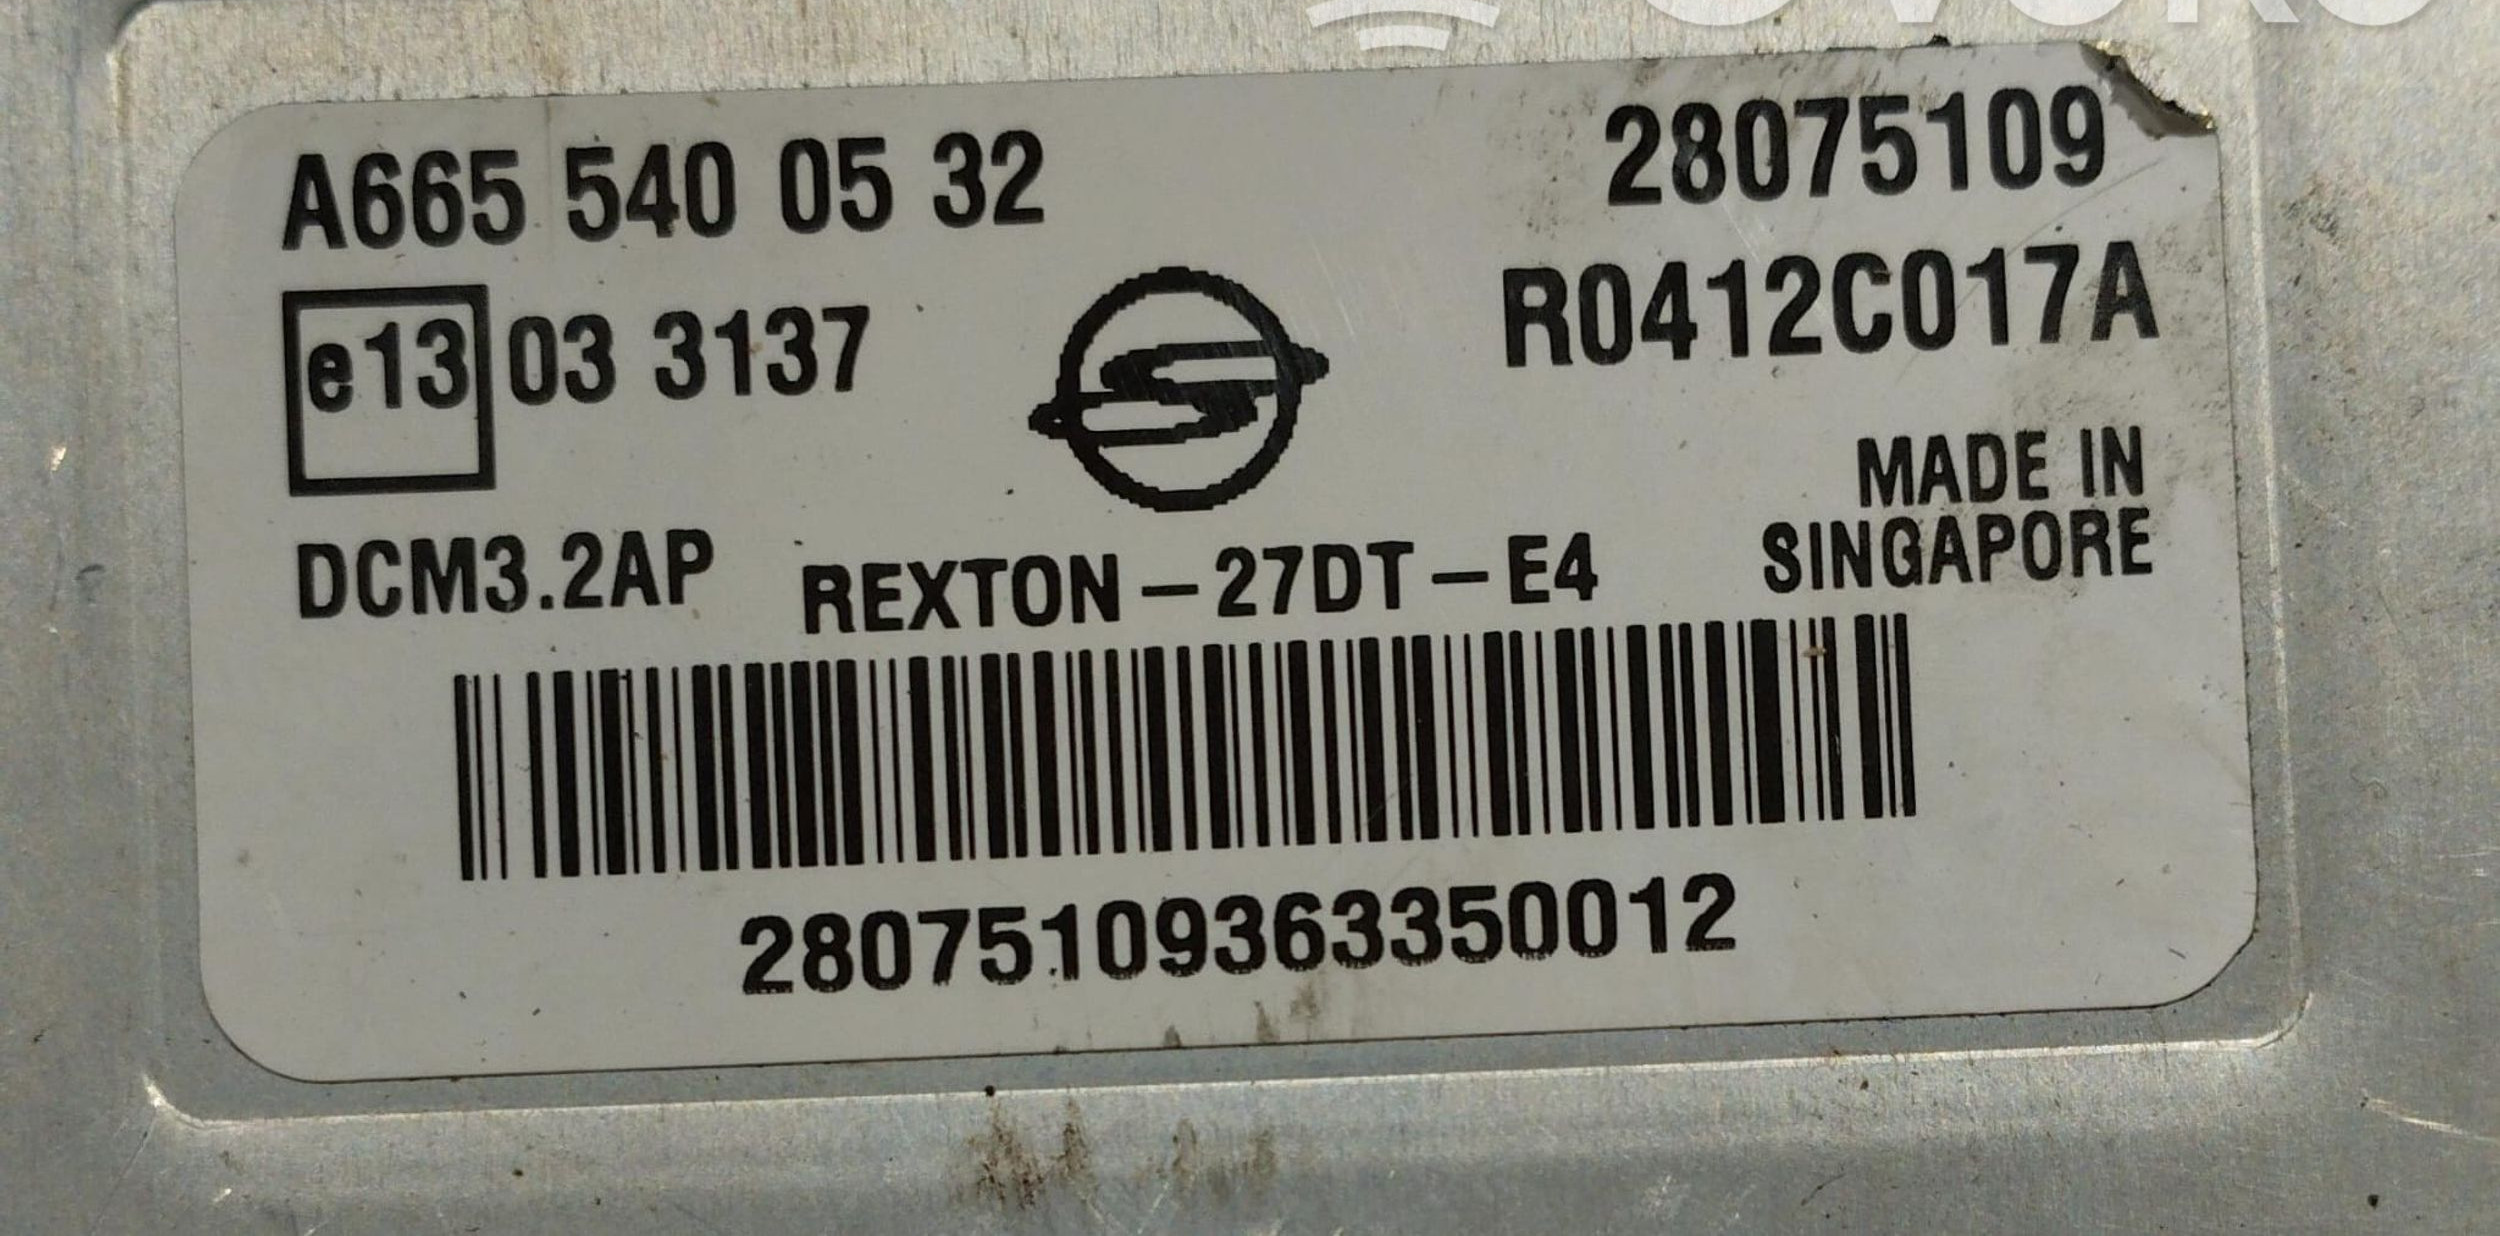 A665 540 05 32 28075109
e13 03 3137 R0412C017A
MADE IN
SINGAPORE
DCM3.2AP REXTON-27DT-E4
28075109363350012